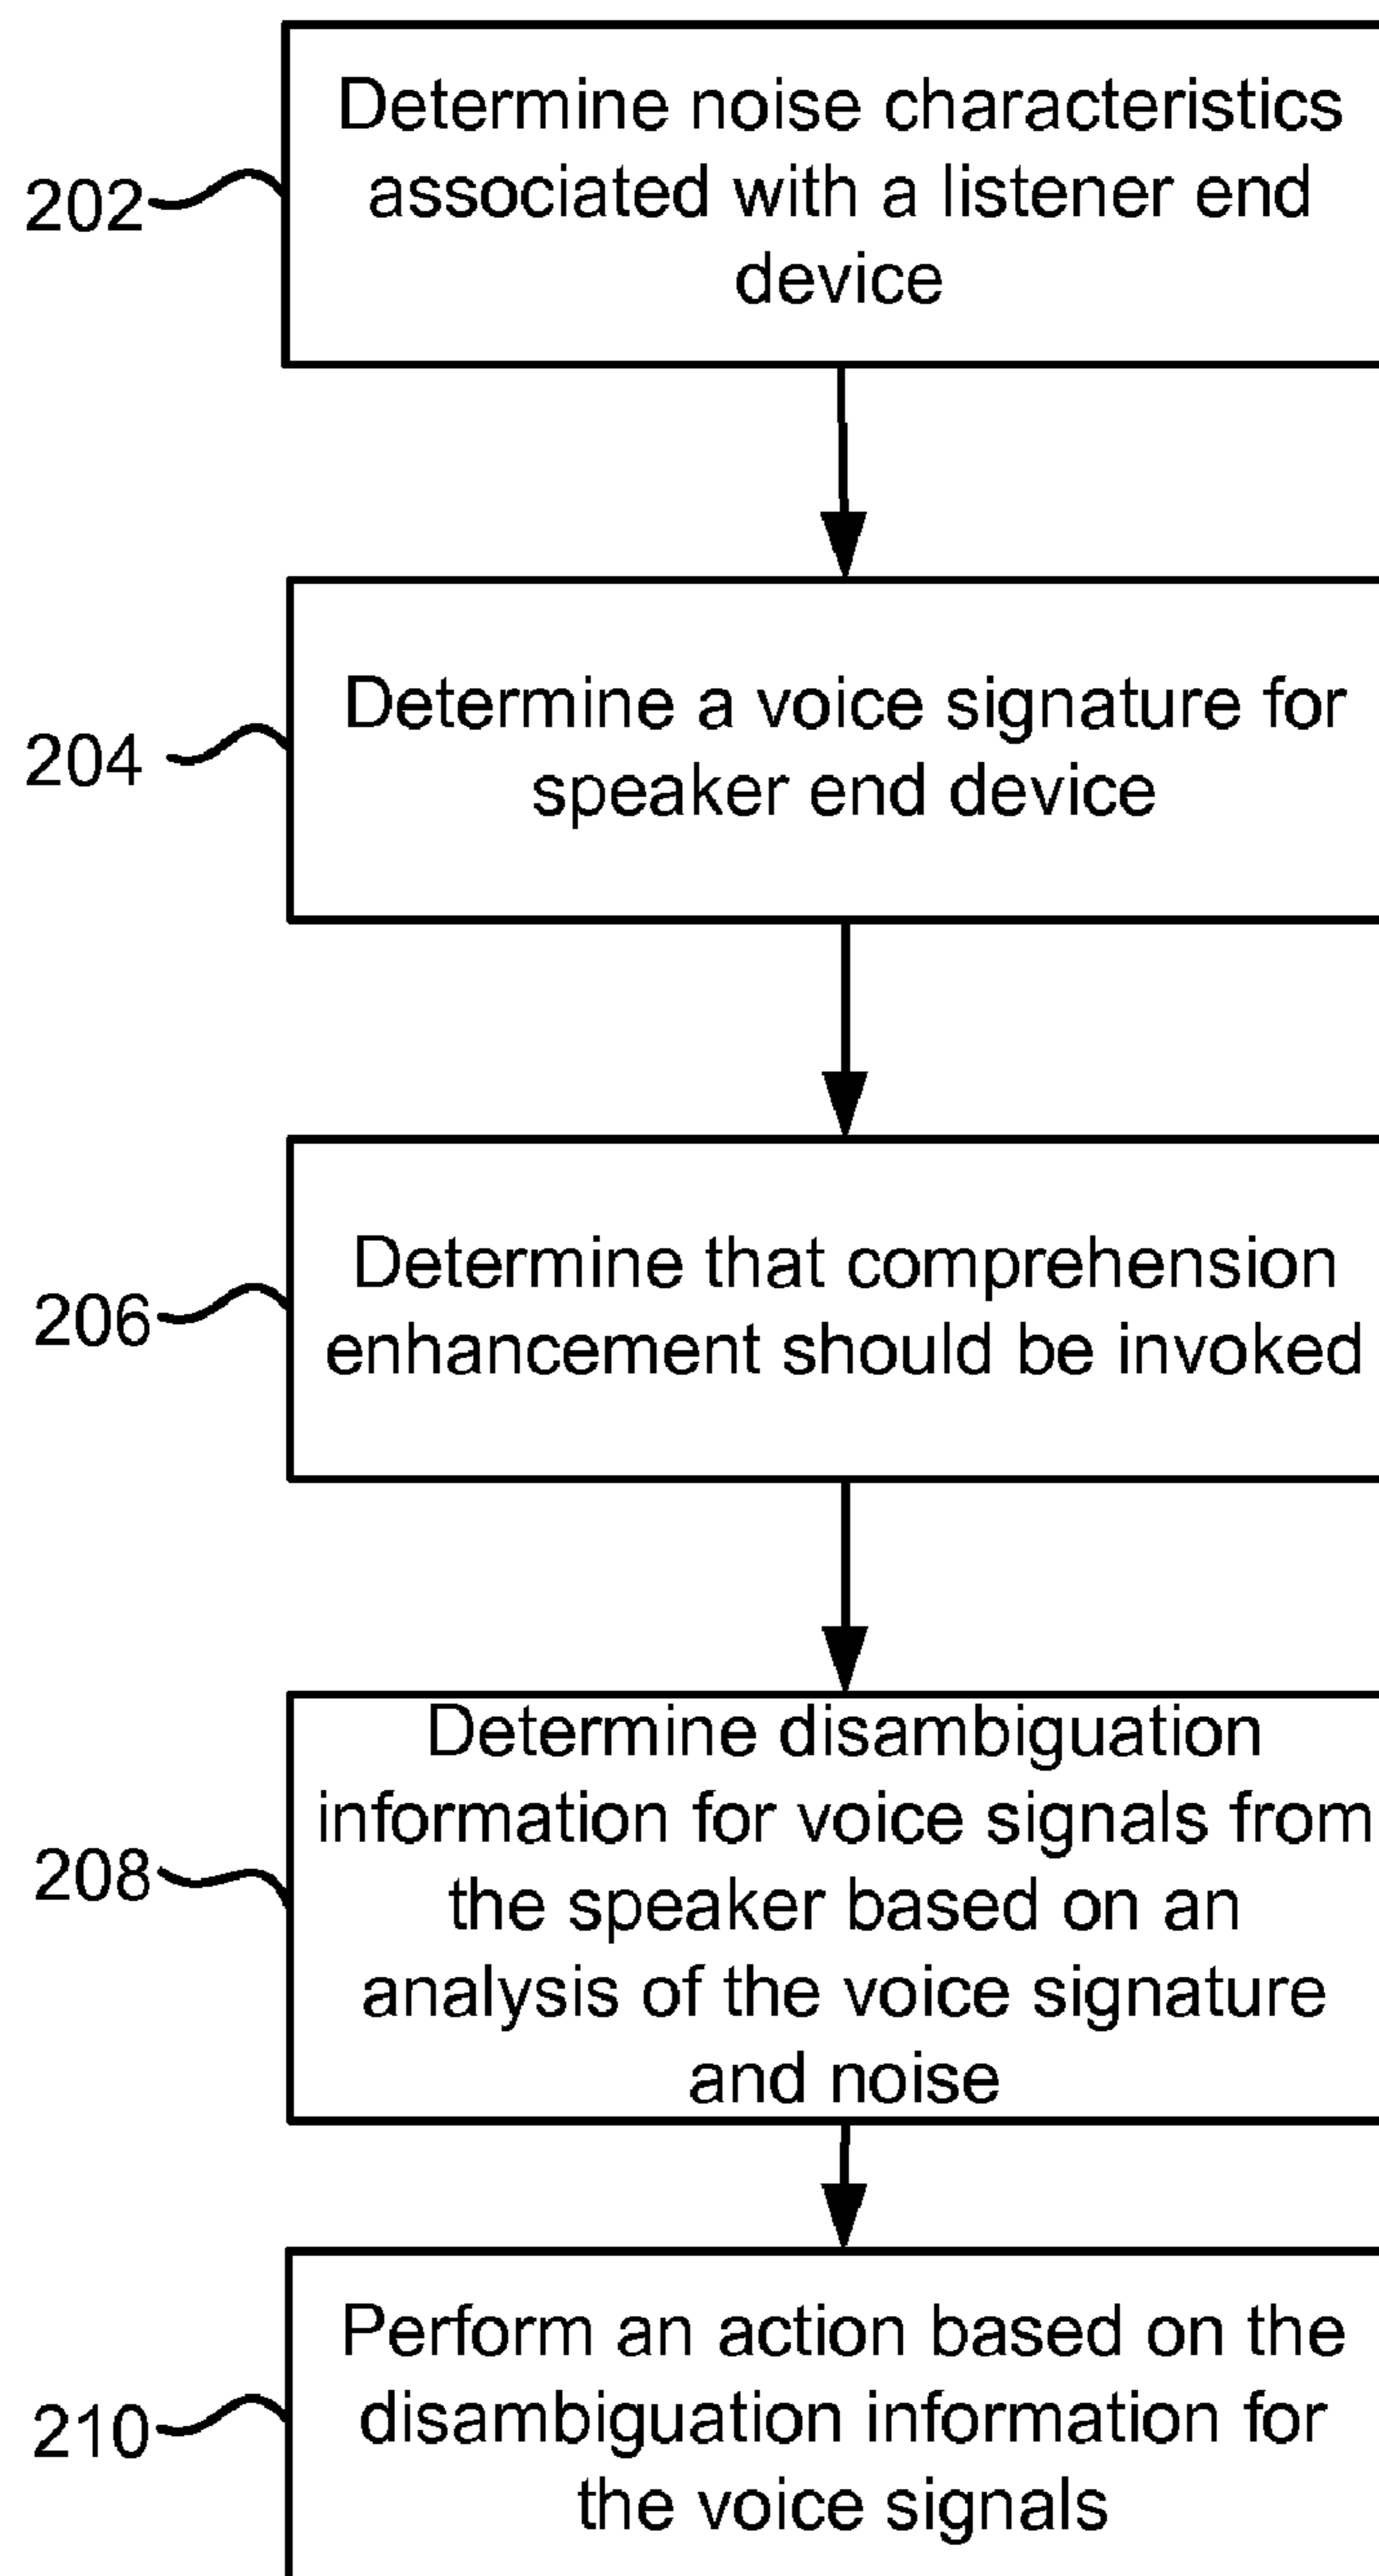 Determine noise characteristics
associated with a listener end
device
202
Determine a voice signature for
speaker end device
204
Determine that comprehension
enhancement should be invoked
206
Determine disambiguation
information for voice signals from
the speaker based on an
analysis of the voice signature
and noise
208
Perform an action based on the
disambiguation information for
the voice signals
210